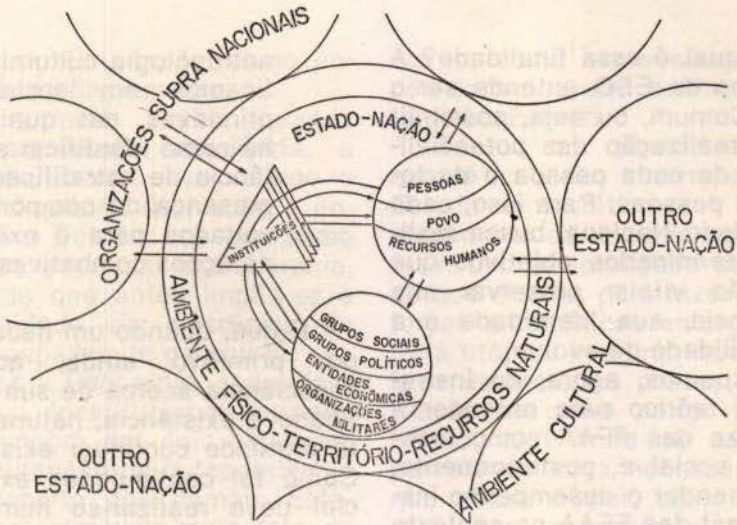 ORGANIZAÇÕES SUPRA NACIONAIS
ESTADO-NAÇÃO
PESSOAS
POVO
RECURSOS
HUMANOS
INSTITUIÇÕES
OUTRO
ESTADO-NAÇÃO
GRUPOS SOCIAIS
GRUPOS POLÍTICOS
ENTIDADES
ECONÔMICAS
ORGANIZAÇÕES
MILITARES
AMBIENTE FÍSICO-TERRITÓRIO-RECURSOS NATURAIS
AMBIENTE CULTURAL
OUTRO
ESTADO-NAÇÃO